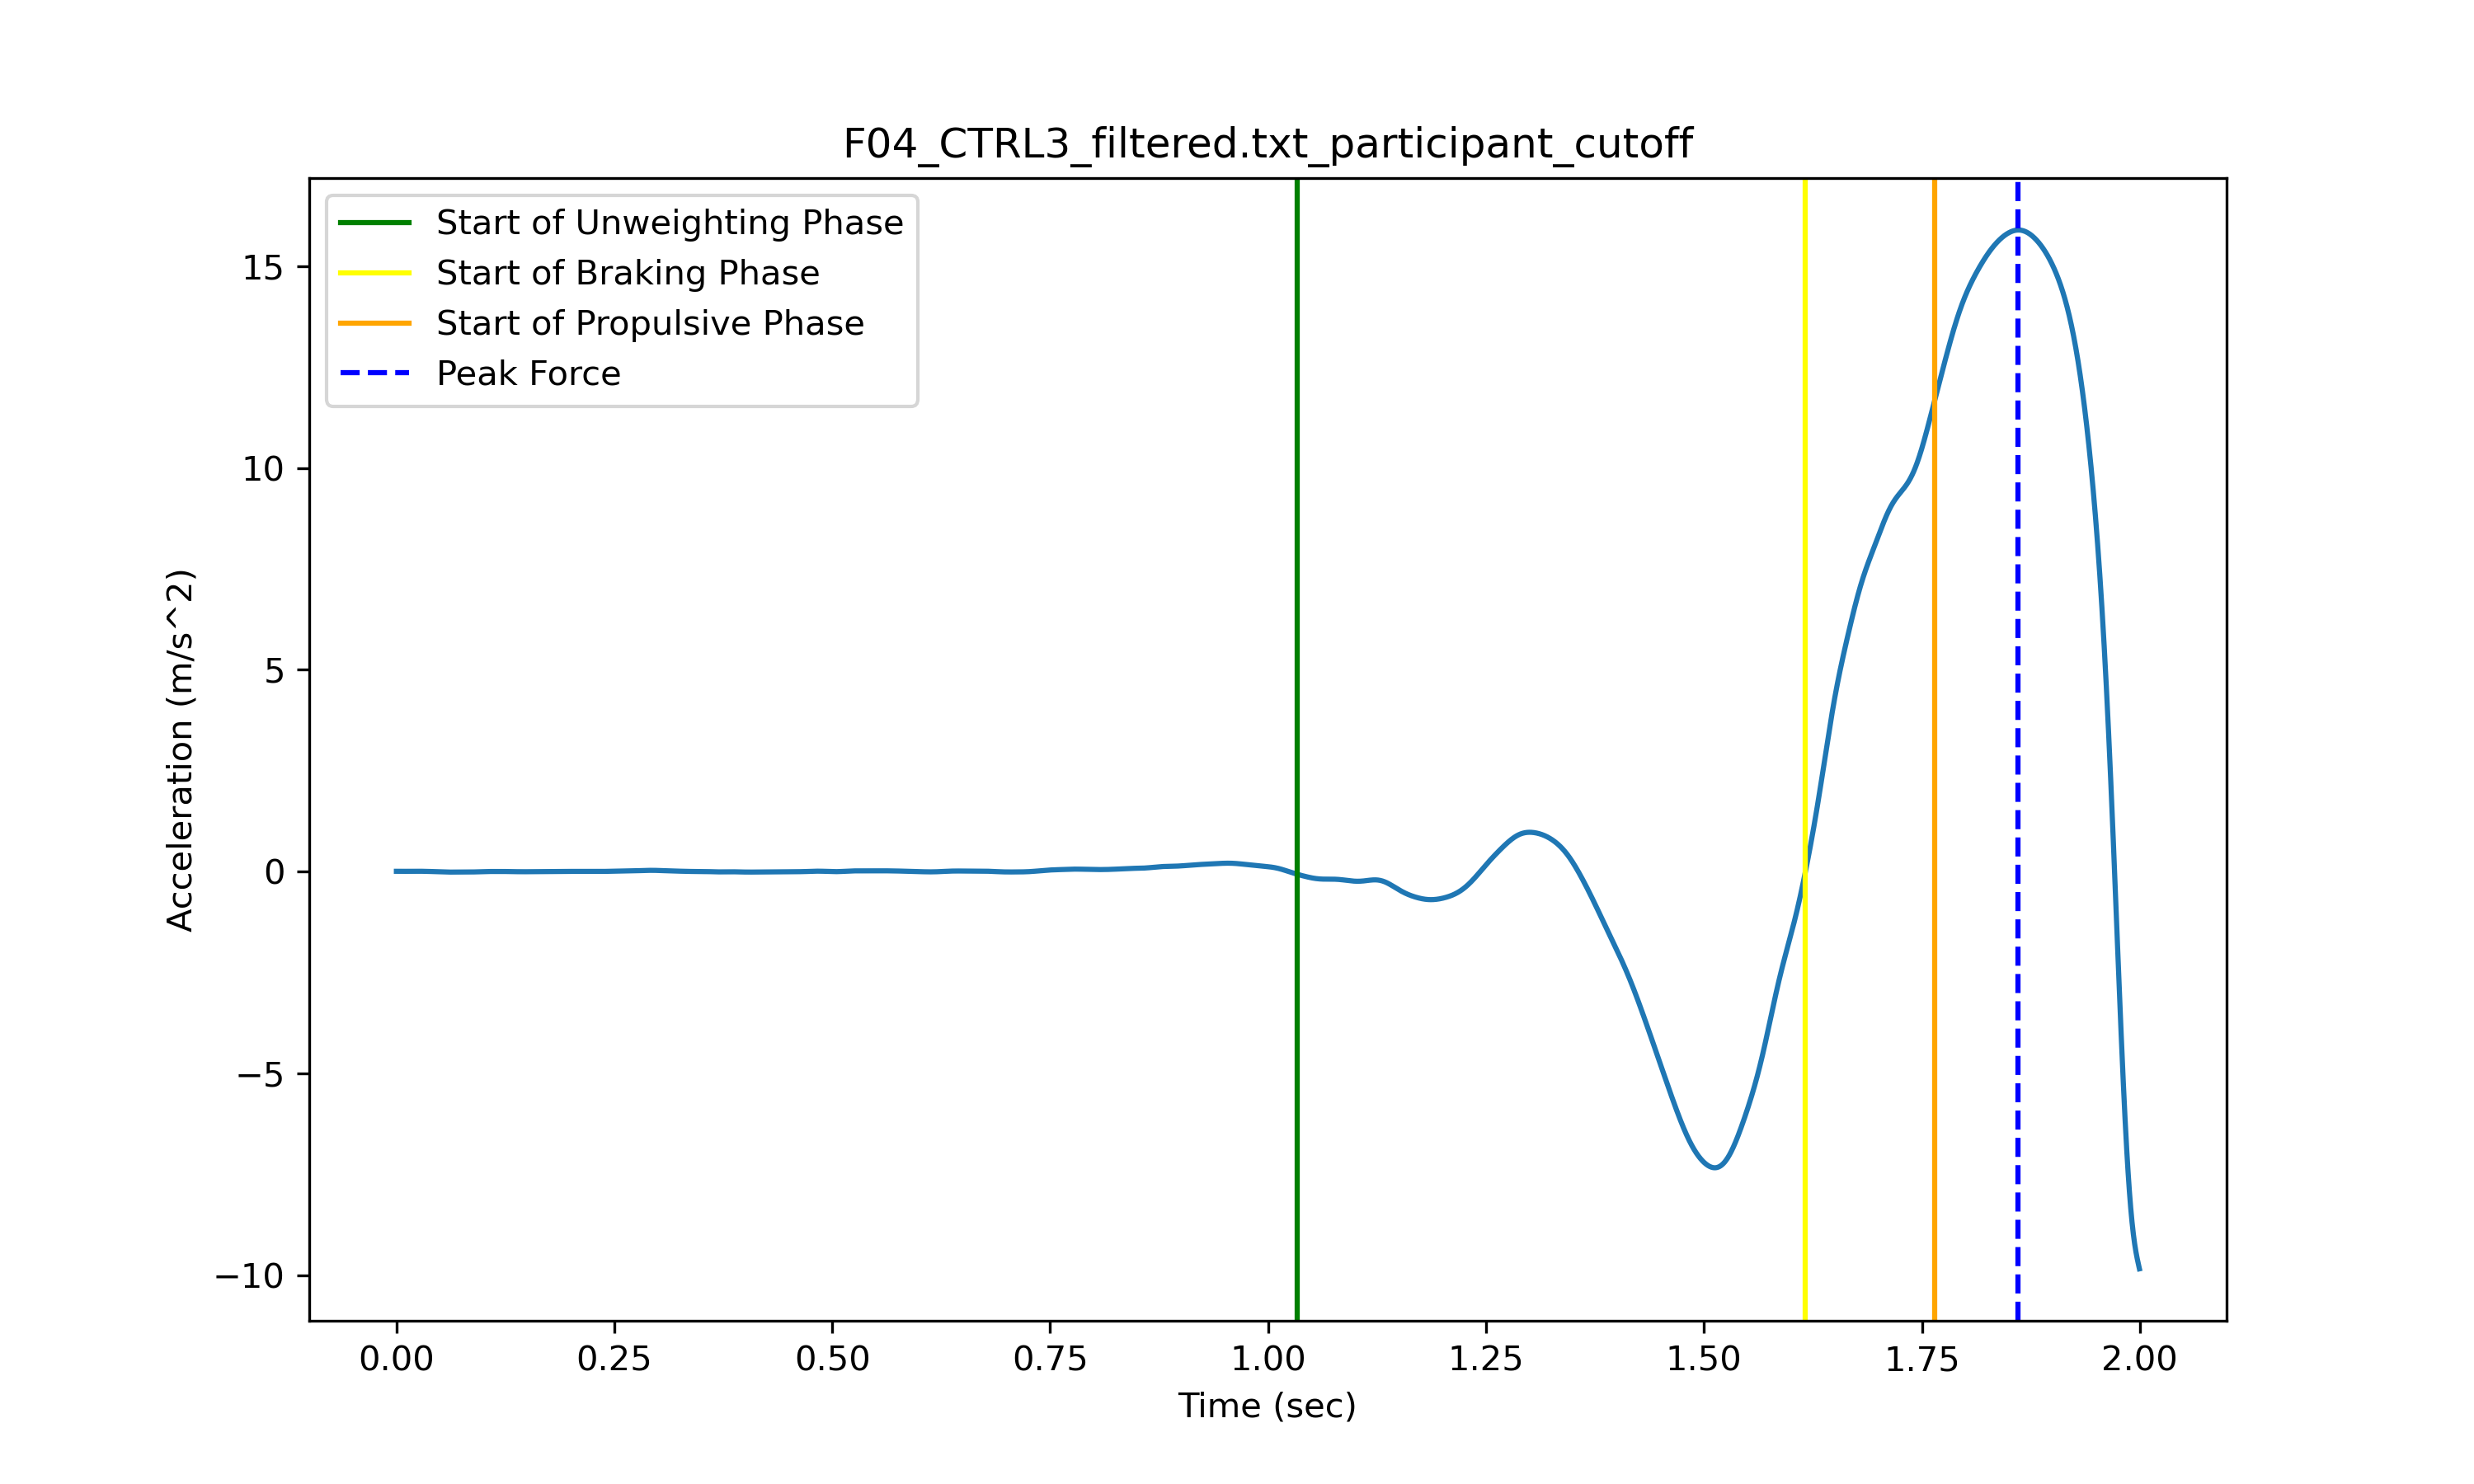 F04_CTRL3_filtered.txt_participant_cutoff
Start of Unweighting Phase
Start of Braking Phase
Start of Propulsive Phase
Peak Force
15
10
5
0
−5
−10
Acceleration (m/s^2)
0.00 0.25 0.50 0.75 1.00 1.25 1.50 1.75 2.00
Time (sec)